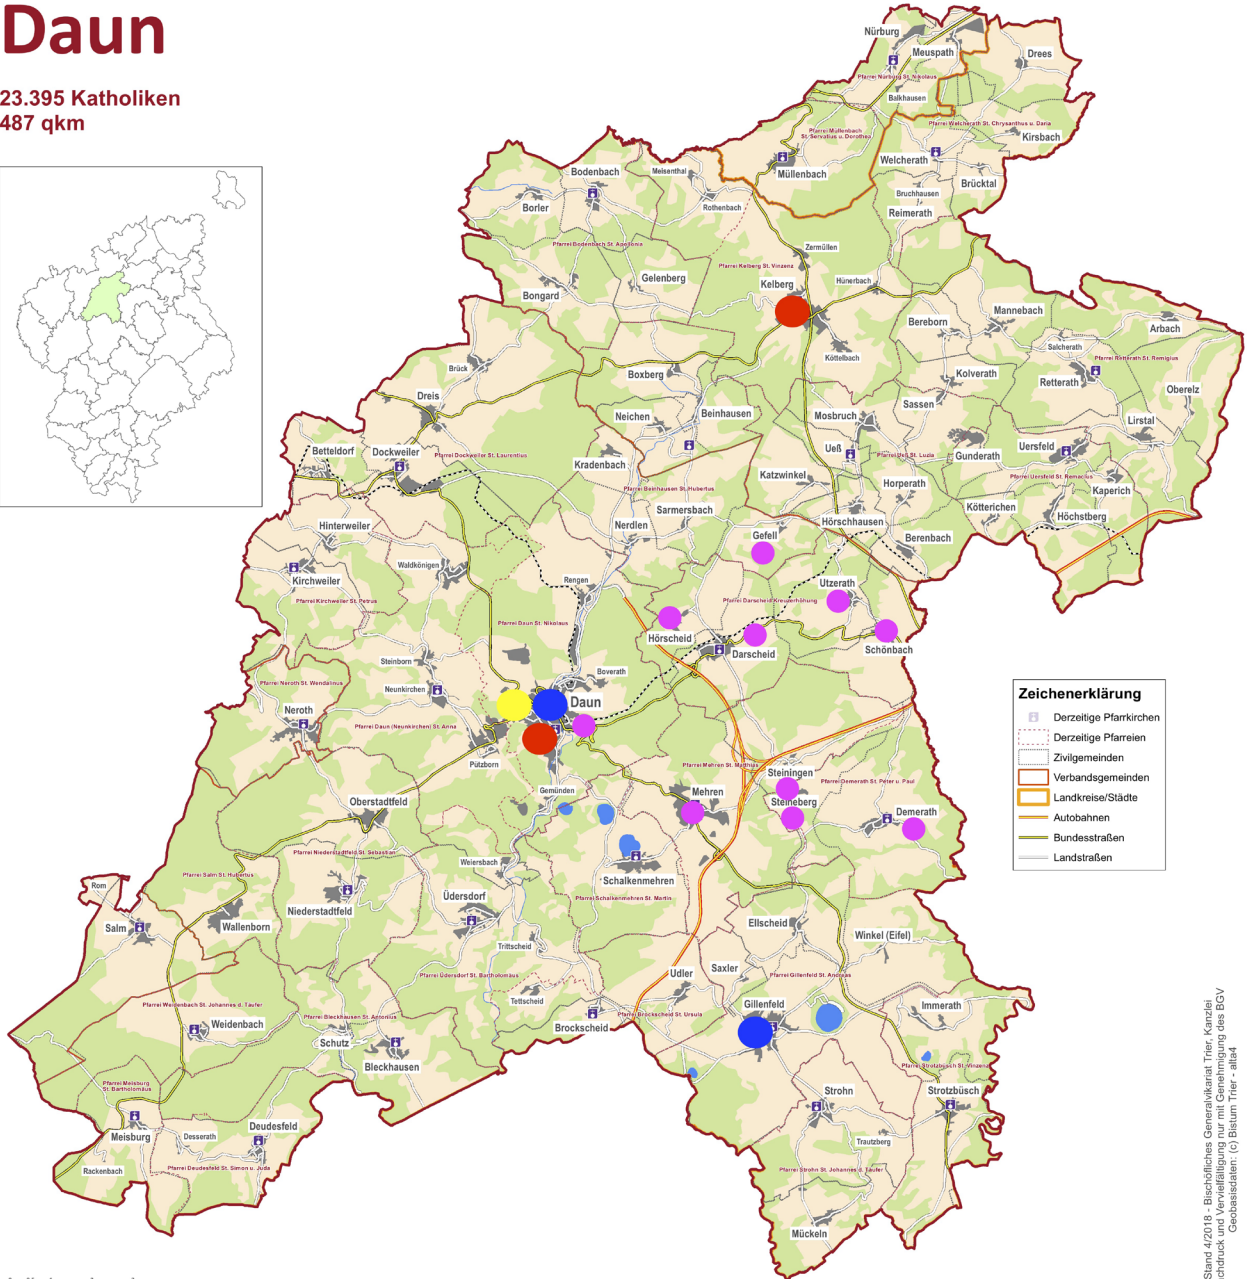 Daun
23.395 Katholiken
487 qkm
Nürburg
Meuspath
Drees
Pfarrei Nürburg St. Nikolaus
Balkhausen
Pfarrei Welcherath St. Chrysanthus u. Daria
Pfarrei Müllenbach
St. Servatius u. Dorothea
Kirsbach
Welcherath
Müllenbach
Bodenbach
Meisenthal
Brücktal
Bruchhausen
Borler
Rothenbach
Reimerath
Pfarrei Bodenbach St. Apollonia
Zermüllen
Pfarrei Kelberg St. Vinzenz
Gelenberg
Kelberg
Hünerbach
Bongard
Mannebach
Bereborn
Arbach
Köttelbach
Salcherath
Pfarrei Retterath St. Remigius
Brück
Boxberg
Kolverath
Retterath
Oberelz
Dreis
Sassen
Neichen
Beinhausen
Mosbruch
Lirstal
Betteldorf
Dockweiler
Pfarrei Dockweiler St. Laurentius
Ueß
Pfarrei Ueß St. Luzia
Gunderath
Uersfeld
Kradenbach
Katzwinkel
Pfarrei Uersfeld St. Remaclus
Pfarrei Beinhausen St. Hubertus
Horperath
Kaperich
Sarmersbach
Kötterichen
Höchstberg
Hinterweiler
Nerdlen
Hörschhausen
Gefell
Berenbach
Waldkönigen
Kirchweiler
Rengen
Utzerath
Pfarrei Kirchweiler St. Petrus
Pfarrei Darscheid Kreuzerhöhung
Pfarrei Daun St. Nikolaus
Hörscheid
Darscheid
Schönbach
Steinborn
Boverath
Pfarrei Neroth St. Wendalinus
Neunkirchen
Daun
Neroth
Pfarrei Daun (Neunkirchen) St. Anna
Pützborn
Pfarrei Mehren St. Matthias
Steiningen
Pfarrei Demerath St. Peter u. Paul
Gemünden
Mehren
Steineberg
Oberstadtfeld
Demerath
Pfarrei Niederstadtfeld St. Sebastian
Weiersbach
Pfarrei Salm St. Hubertus
Schalkenmehren
Rom
Üdersdorf
Pfarrei Schalkenmehren St. Martin
Niederstadtfeld
Salm
Wallenborn
Ellscheid
Winkel (Eifel)
Trittscheid
Udler
Saxler
Pfarrei Üdersdorf St. Bartholomäus
Pfarrei Gillenfeld St. Andreas
Tettscheid
Gillenfeld
Immerath
Pfarrei Weidenbach St. Johannes d. Täufer
Pfarrei Bleckhausen St. Antonius
Pfarrei Brockscheid St. Ursula
Weidenbach
Brockscheid
Schutz
Bleckhausen
Pfarrei Strotzbüsch St. Vinzenz
Pfarrei Meisburg
St. Bartholomäus
Strohn
Strotzbüsch
Deudesfeld
Meisburg
Desserath
Trautzberg
Rackenbach
Pfarrei Deudesfeld St. Simon u. Juda
Pfarrei Strohn St. Johannes d. Täufer
Mückeln
Zeichenerklärung
Derzeitige Pfarrkirchen
Derzeitige Pfarreien
Zivilgemeinden
Verbandsgemeinden
Landkreise/Städte
Autobahnen
Bundesstraßen
Landstraßen
Stand 4/2018 - Bischöfliches Generalvikariat Trier, Kanzlei
chdruck und Vervielfältigung nur mit Genehmigung des BGV
Geobasisdaten: (c) Bistum Trier - alta4